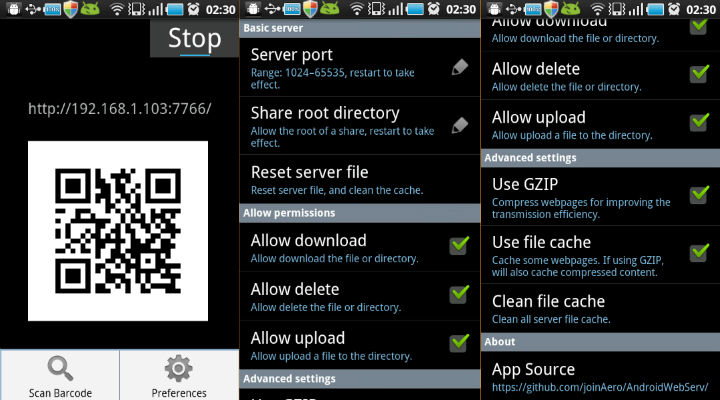 02:30
Stop
http://192.168.1.103:7766/
Scan Barcode
Preferences
02:30
Basic server
Server port
Range: 1024-65535, restart to take
effect.
Share root directory
Allow the root of a share, restart to take
effect.
Reset server file
Reset server file, and clean the cache.
Allow permissions
Allow download
Allow download the file or directory.
Allow delete
Allow delete the file or directory.
Allow upload
Allow upload a file to the directory.
Advanced settings
Use GZIP
02:30
Allow download
Allow download the file or directory.
Allow delete
Allow delete the file or directory.
Allow upload
Allow upload a file to the directory.
Advanced settings
Use GZIP
Compress webpages for improving the
transmission efficiency.
Use file cache
Cache some webpages. If using GZIP,
will also cache compressed content.
Clean file cache
Clean all server file cache.
About
App Source
https://github.com/joinAero/AndroidWebServ/